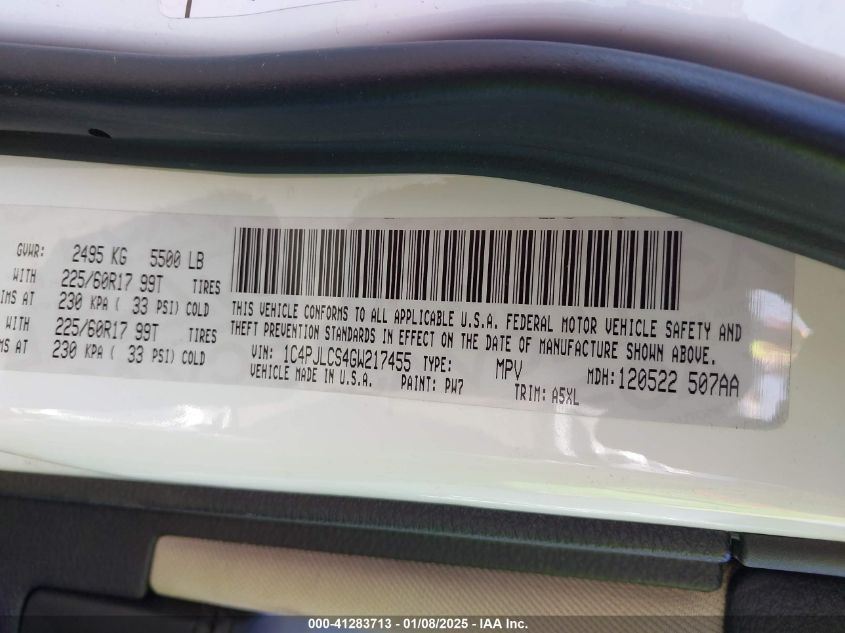 GVWR: 2495 KG 5500 LB
WITH 225/60R17 99T TIRES
IMS AT 230 KPA ( 33 PSI) COLD
WITH 225/60R17 99T TIRES
MS AT 230 KPA ( 33 PSI) COLD
THIS VEHICLE CONFORMS TO ALL APPLICABLE U.S.A. FEDERAL MOTOR VEHICLE SAFETY AND
THEFT PREVENTION STANDARDS IN EFFECT ON THE DATE OF MANUFACTURE SHOWN ABOVE.
VIN: 1C4PJLCS4GW217455 TYPE: MPV MDH: 120522 507AA
VEHICLE MADE IN U.S.A. PAINT: PW7 TRIM: A5XL
000-41283713 - 01/08/2025 - IAA Inc.